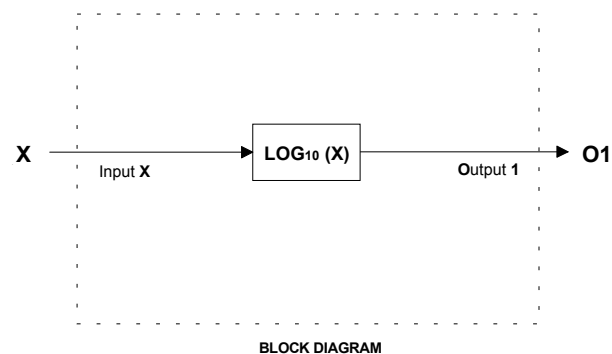 X
Input X
LOG10 (X)
Output 1
O1
BLOCK DIAGRAM